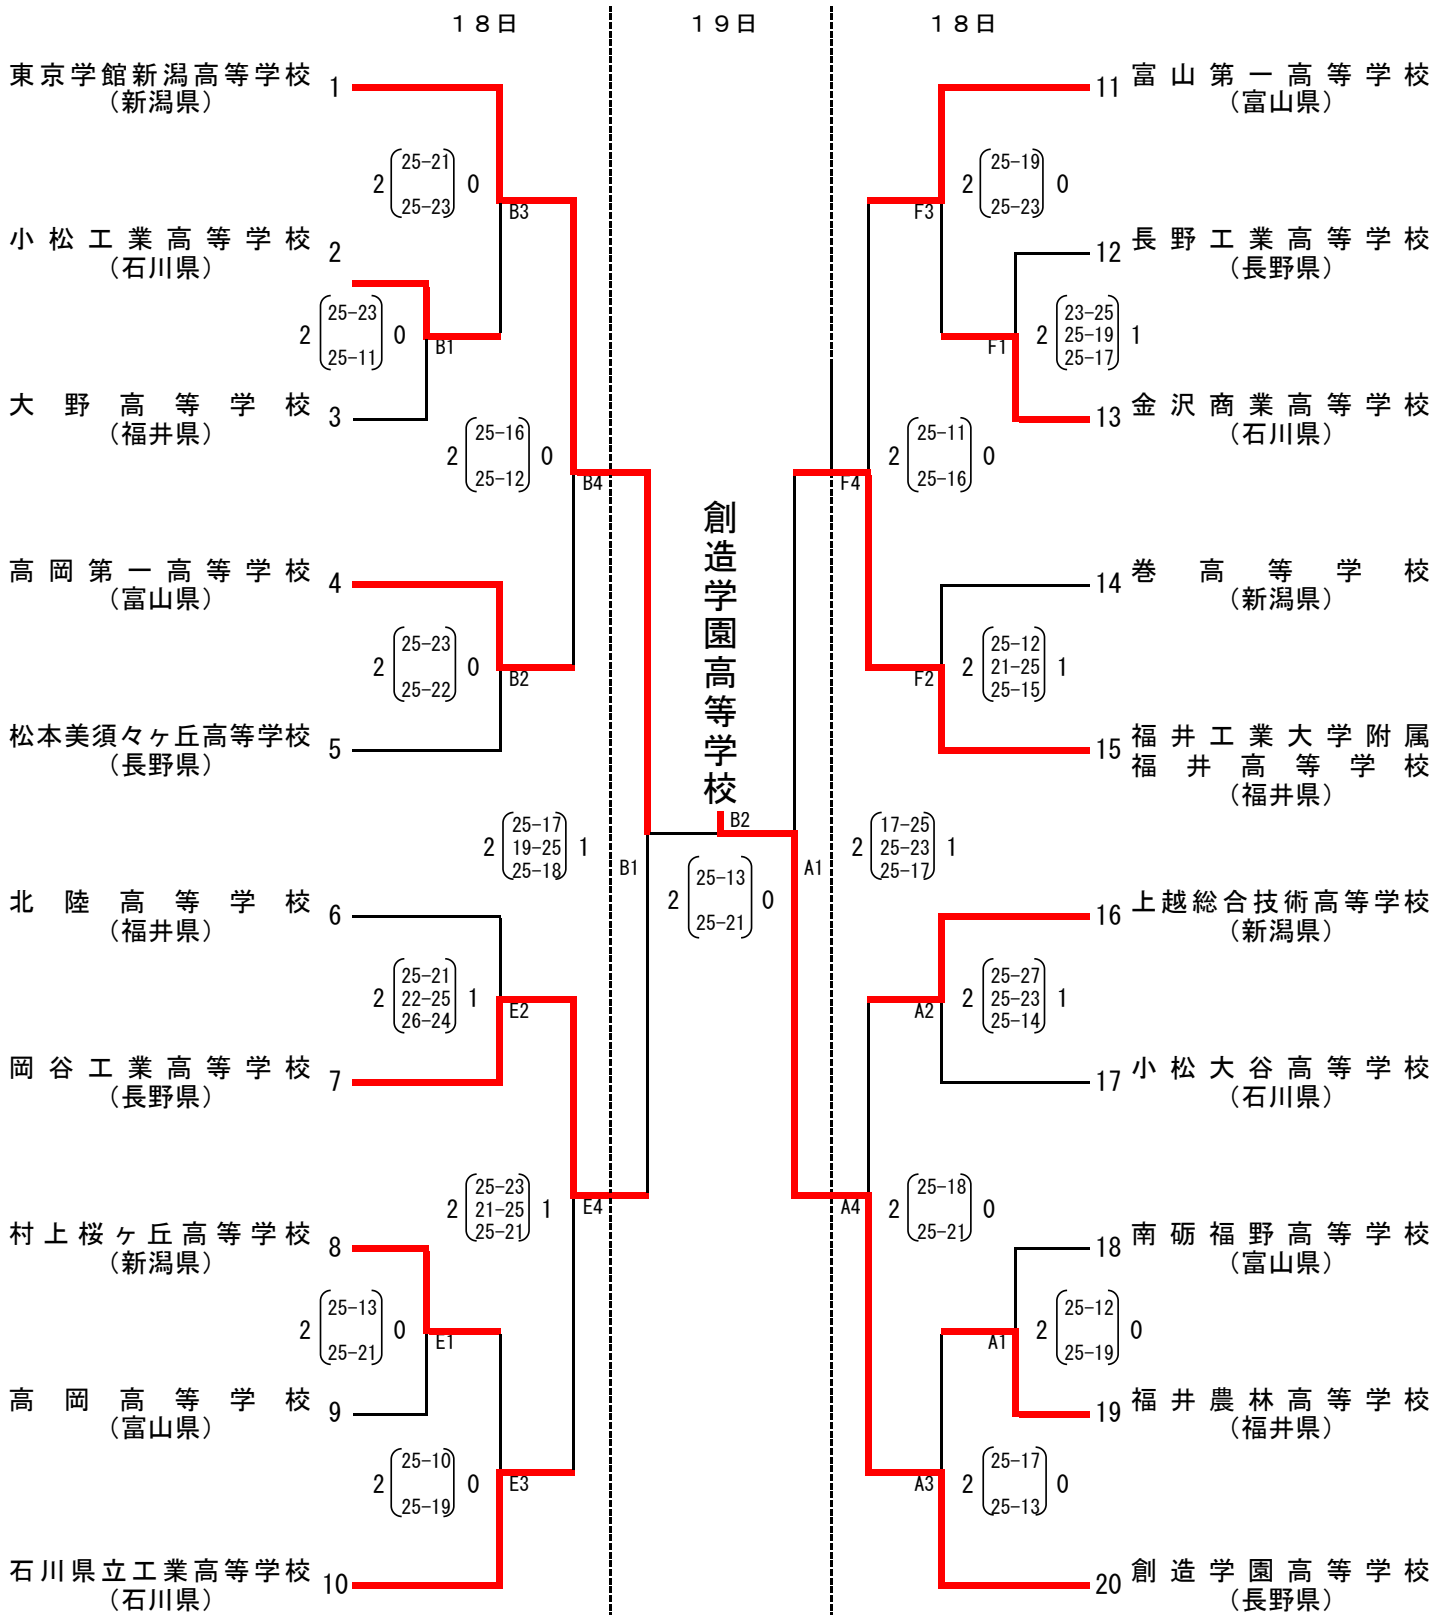 １８日 １９日 １８日
東京学館新潟高等学校 1
（新潟県）
2 25-21 0
25-23
B3
小松工業高等学校 2
（石川県）
2 25-23 0
25-11
B1
大野高等学校 3
（福井県）
2 25-16 0
25-12
B4
高岡第一高等学校 4
（富山県）
2 25-23 0
25-22
B2
松本美須々ヶ丘高等学校 5
（長野県）
2 25-17 1
19-25
25-18
B1
北陸高等学校 6
（福井県）
2 25-21 1
22-25
26-24
E2
岡谷工業高等学校 7
（長野県）
2 25-23 1
21-25
25-21
E4
村上桜ヶ丘高等学校 8
（新潟県）
2 25-13 0
25-21
E1
高岡高等学校 9
（富山県）
2 25-10 0
25-19
E3
石川県立工業高等学校 10
（石川県）
創造学園高等学校
B2
2 25-13 0
25-21
11 富山第一高等学校
（富山県）
2 25-19 0
25-23
F3
12 長野工業高等学校
（長野県）
2 23-25 1
25-19
25-17
F1
13 金沢商業高等学校
（石川県）
2 25-11 0
25-16
F4
14 巻高等学校
（新潟県）
2 25-12 1
21-25
25-15
F2
15 福井工業大学附属
福井高等学校
（福井県）
2 17-25 1
25-23
25-17
A1
16 上越総合技術高等学校
（新潟県）
2 25-27 1
25-23
25-14
A2
17 小松大谷高等学校
（石川県）
2 25-18 0
25-21
A4
18 南砺福野高等学校
（富山県）
2 25-12 0
25-19
A1
19 福井農林高等学校
（福井県）
2 25-17 0
25-13
A3
20 創造学園高等学校
（長野県）